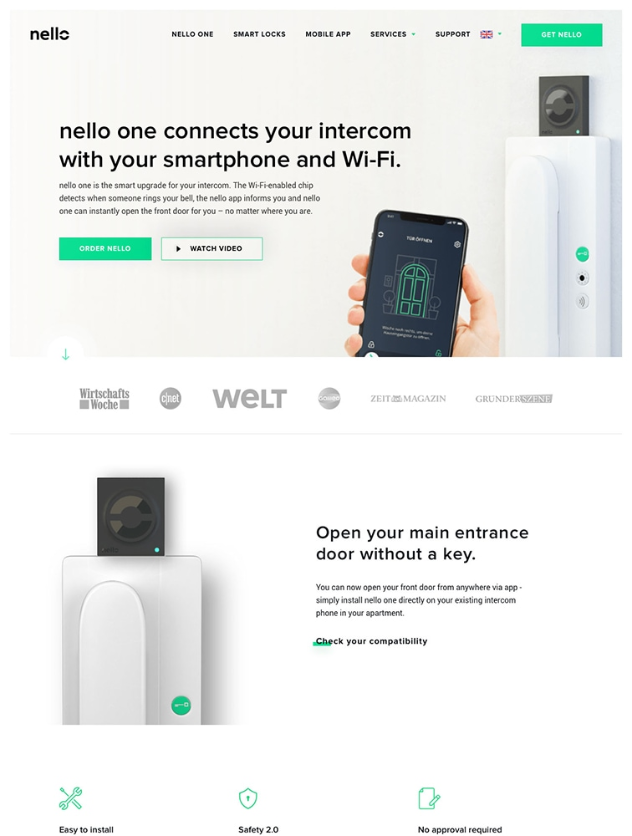 nello
NELLO ONE
SMART LOCKS
MOBILE APP
SERVICES
SUPPORT
GET NELLO
nello one connects your intercom
with your smartphone and Wi-Fi.
nello one is the smart upgrade for your intercom. The Wi-Fi-enabled chip
detects when someone rings your bell, the nello app informs you and nello
one can instantly open the front door for you – no matter where you are.
ORDER NELLO
WATCH VIDEO
TÜR ÖFFNEN
Wirtschafts
Woche
c|net
WELT
ZEIT MAGAZIN
GRÜNDERSZENE
Open your main entrance
door without a key.
You can now open your front door from anywhere via app -
simply install nello one directly on your existing intercom
phone in your apartment.
Check your compatibility
Easy to install
Safety 2.0
No approval required